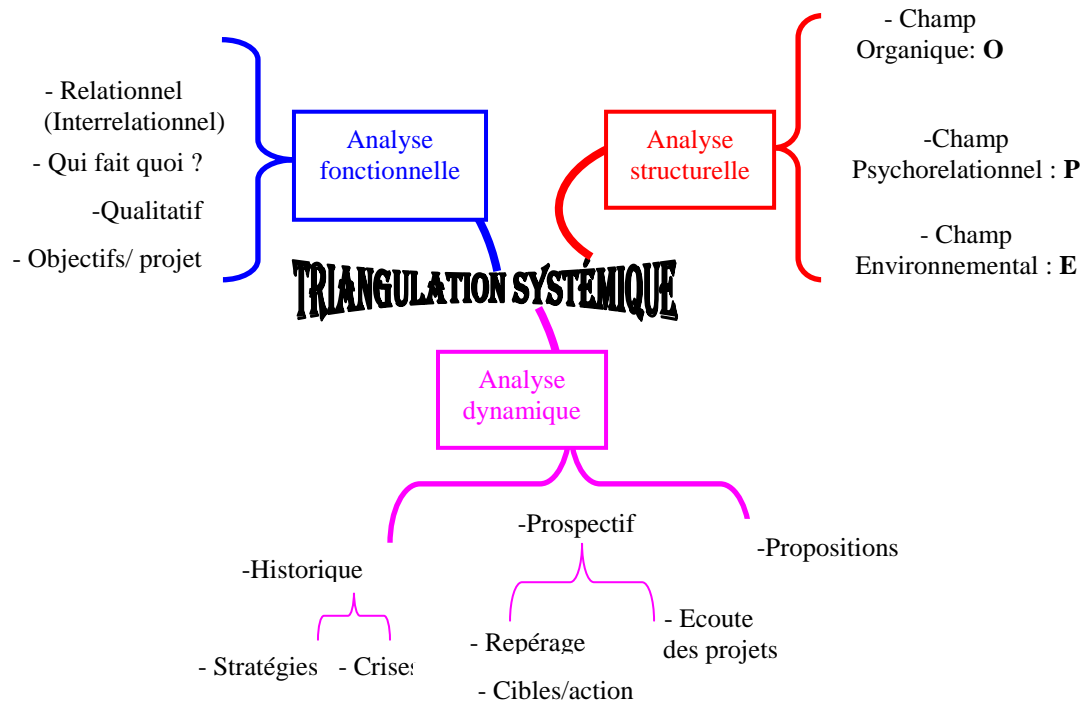 - Relationnel
(Interrelationnel)
- Qui fait quoi ?
-Qualitatif
- Objectifs/ projet
Analyse
fonctionnelle
Analyse
structurelle
- Champ
Organique: O
-Champ
Psychorelationnel : P
- Champ
Environnemental : E
TRIANGULATION SYSTÉMIQUE
Analyse
dynamique
-Historique
- Stratégies
- Crises
-Prospectif
- Repérage
- Cibles/action
- Ecoute
des projets
-Propositions